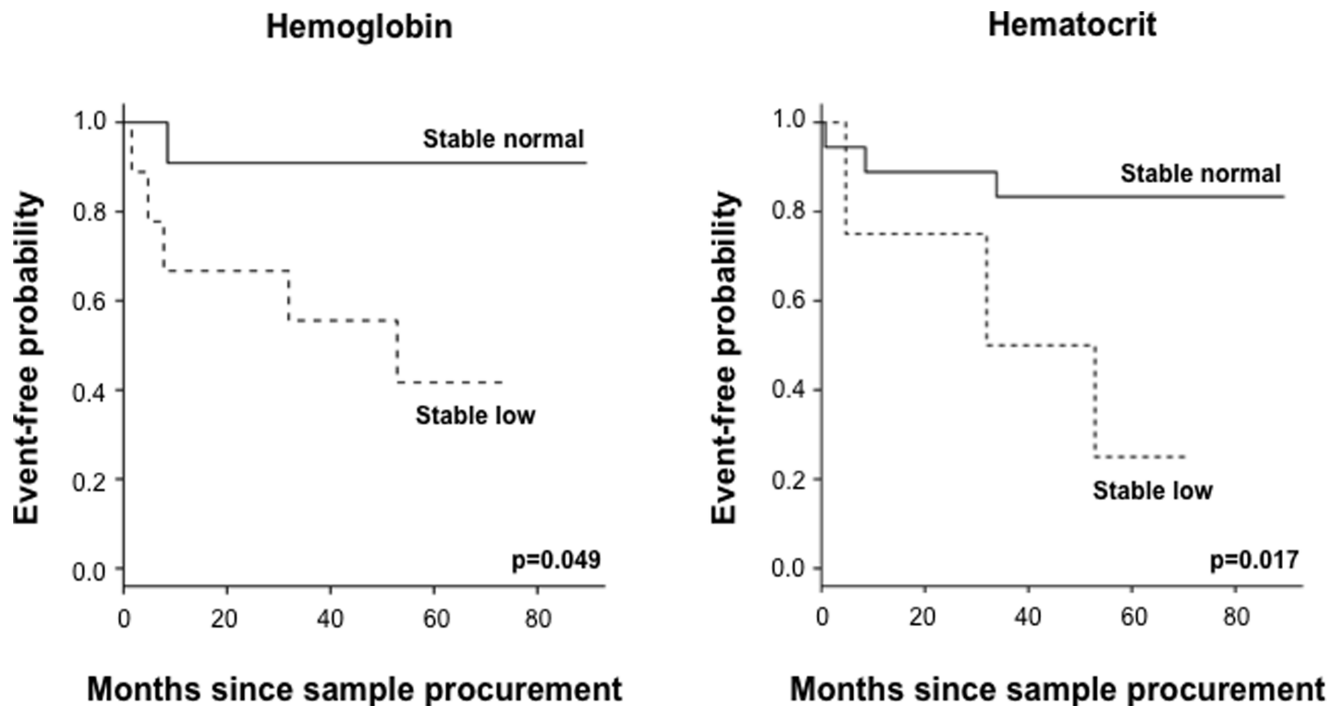 Hemoglobin
Event-free probability
1.0
0.8
0.6
0.4
0.2
0.0
Stable normal
Stable low
p=0.049
0 20 40 60 80
Months since sample procurement
Hematocrit
Event-free probability
1.0
0.8
0.6
0.4
0.2
0.0
Stable normal
Stable low
p=0.017
0 20 40 60 80
Months since sample procurement